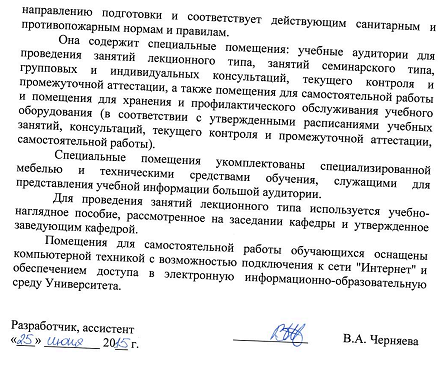 направлению подготовки и соответствует действующим санитарным и
противопожарным нормам и правилам.
Она содержит специальные помещения: учебные аудитории для
проведения занятий лекционного типа, занятий семинарского типа,
групповых и индивидуальных консультаций, текущего контроля и
промежуточной аттестации, а также помещения для самостоятельной работы
и помещения для хранения и профилактического обслуживания учебного
оборудования (в соответствии с утвержденными расписаниями учебных
занятий, консультаций, текущего контроля и промежуточной аттестации,
самостоятельной работы).
Специальные помещения укомплектованы специализированной
мебелью и техническими средствами обучения, служащими для
представления учебной информации большой аудитории.
Для проведения занятий лекционного типа используется учебно-
наглядное пособие, рассмотренное на заседании кафедры и утвержденное
заведующим кафедрой.
Помещения для самостоятельной работы обучающихся оснащены
компьютерной техникой с возможностью подключения к сети "Интернет" и
обеспечением доступа в электронную информационно-образовательную
среду Университета.
Разработчик, ассистент
«25» июня 2015 г. В.А. Черняева